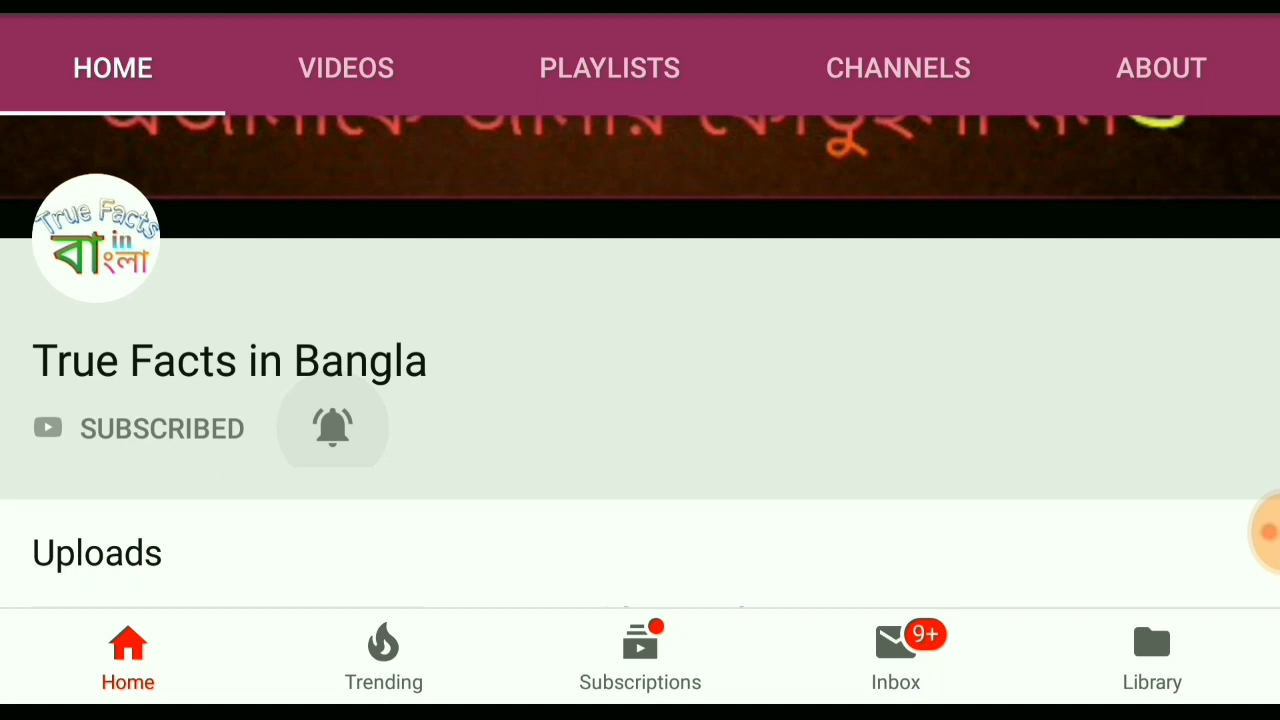 HOME VIDEOS PLAYLISTS CHANNELS ABOUT
True Facts
in
বাংলা
True Facts in Bangla
SUBSCRIBED
Uploads
9+
Home Trending Subscriptions Inbox Library